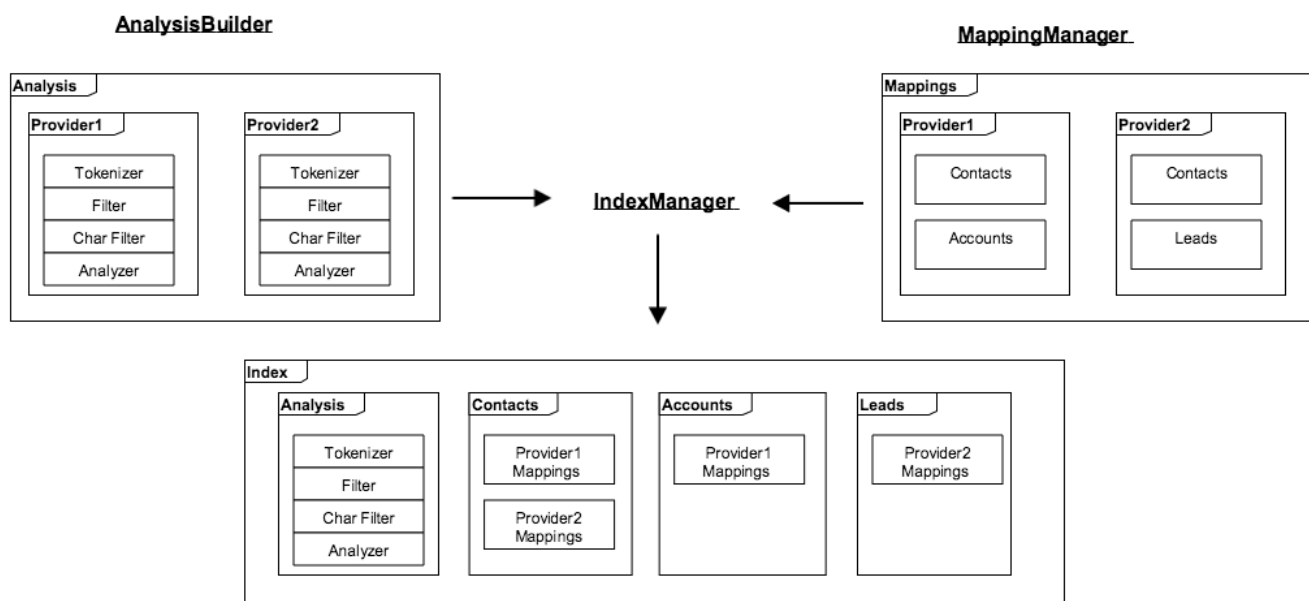 AnalysisBuilder
MappingManager
Analysis
Provider1
Tokenizer
Filter
Char Filter
Analyzer
Provider2
Tokenizer
Filter
Char Filter
Analyzer
IndexManager
Mappings
Provider1
Contacts
Accounts
Provider2
Contacts
Leads
Index
Analysis
Tokenizer
Filter
Char Filter
Analyzer
Contacts
Provider1
Mappings
Provider2
Mappings
Accounts
Provider1
Mappings
Leads
Provider2
Mappings